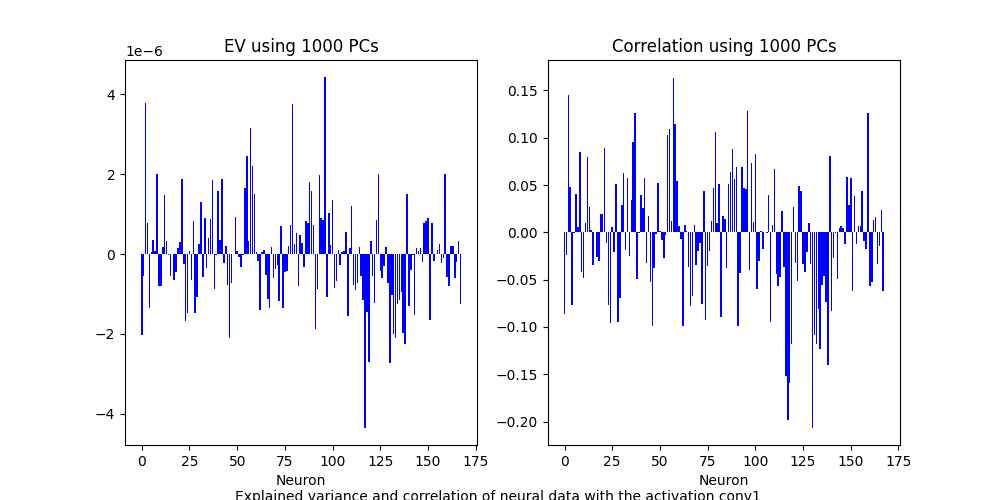 EV using 1000 PCs
1e−6
4
2
0
−2
−4
0 25 50 75 100 125 150 175
Neuron
Correlation using 1000 PCs
0.15
0.10
0.05
0.00
−0.05
−0.10
−0.15
−0.20
0 25 50 75 100 125 150 175
Neuron
Explained variance and correlation of neural data with the activation conv1